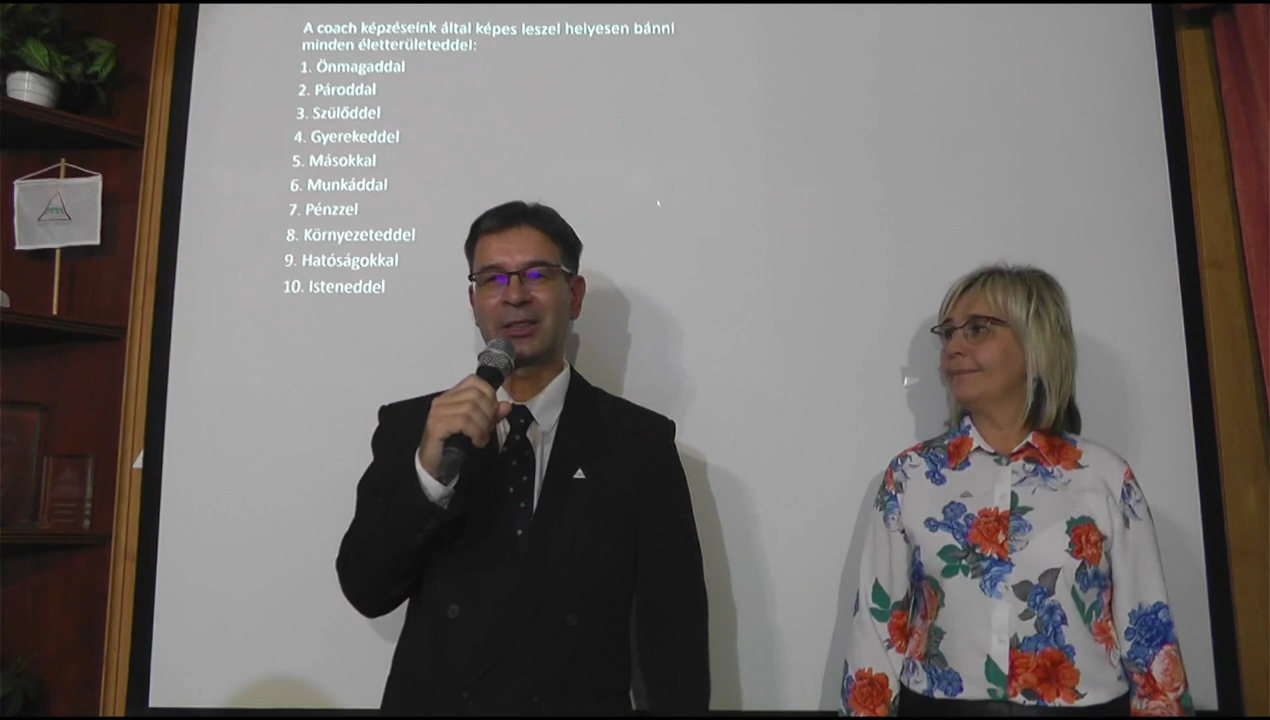 A coach képzéseink által képes leszel helyesen bánni
minden életterületeddel:
1. Önmagaddal
2. Pároddal
3. Szülőddel
4. Gyerekeddel
5. Másokkal
6. Munkáddal
7. Pénzzel
8. Környezeteddel
9. Hatóságokkal
10. Isteneddel